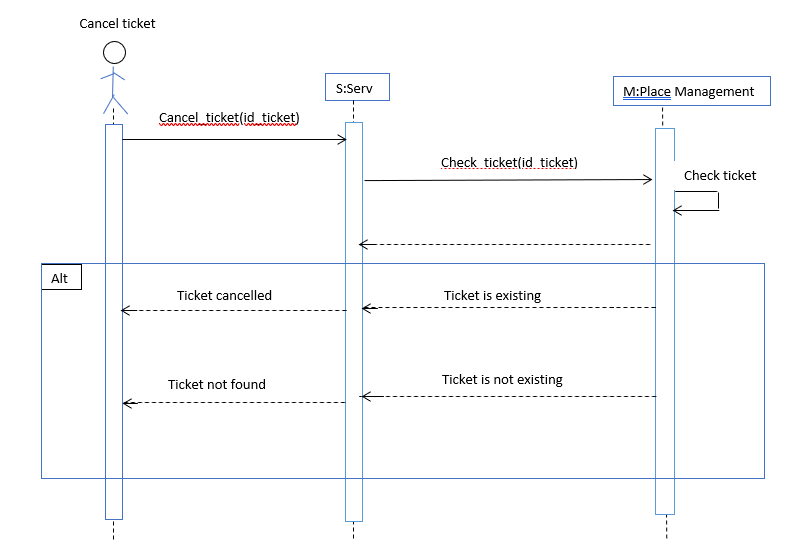 Cancel ticket
S:Serv
M:Place Management
Cancel_ticket(id_ticket)
Check_ticket(id_ticket)
Check ticket
Alt
Ticket cancelled
Ticket is existing
Ticket not found
Ticket is not existing